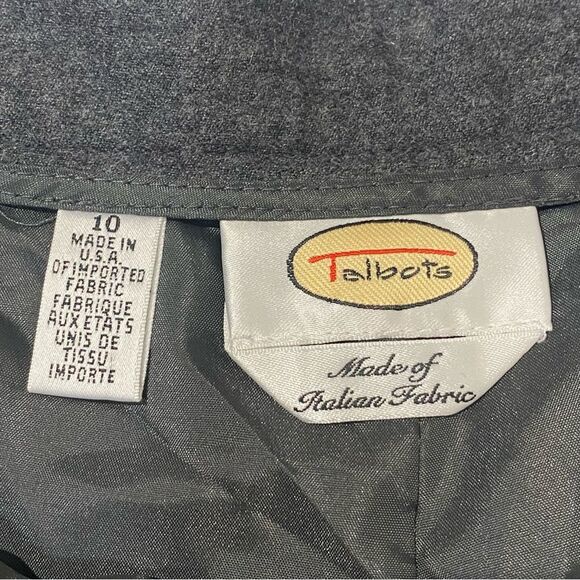 10
MADE IN
U.S.A.
OF IMPORTED
FABRIC
FABRIQUE
AUX ETATS
UNIS DE
TISSU
IMPORTE
Talbots
Made of
Italian Fabric